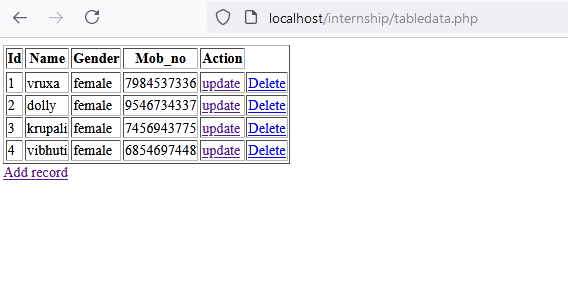 localhost/internship/tabledata.php
Id Name Gender Mob_no Action
1 vruxa female 7984537336 update Delete
2 dolly female 9546734337 update Delete
3 krupali female 7456943775 update Delete
4 vibhuti female 6854697448 update Delete
Add record